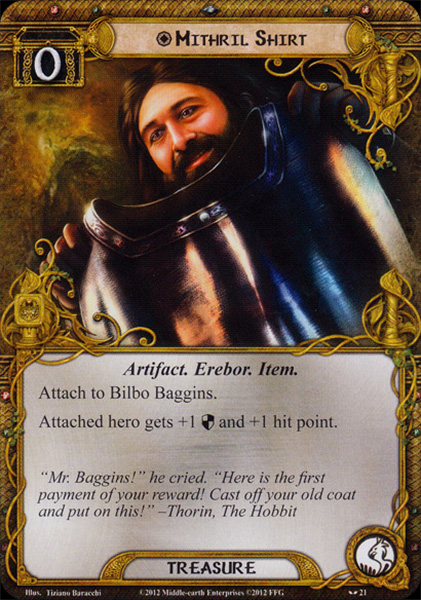 0
Mithril Shirt
Artifact. Erebor. Item.
Attach to Bilbo Baggins.
Attached hero gets +1 and +1 hit point.
“Mr. Baggins!” he cried. “Here is the first
payment of your reward! Cast off your old coat
and put on this!” –Thorin, The Hobbit
TREASURE
Illus. Tiziano Baracchi ©2012 Middle-earth Enterprises ©2012 FFG 21